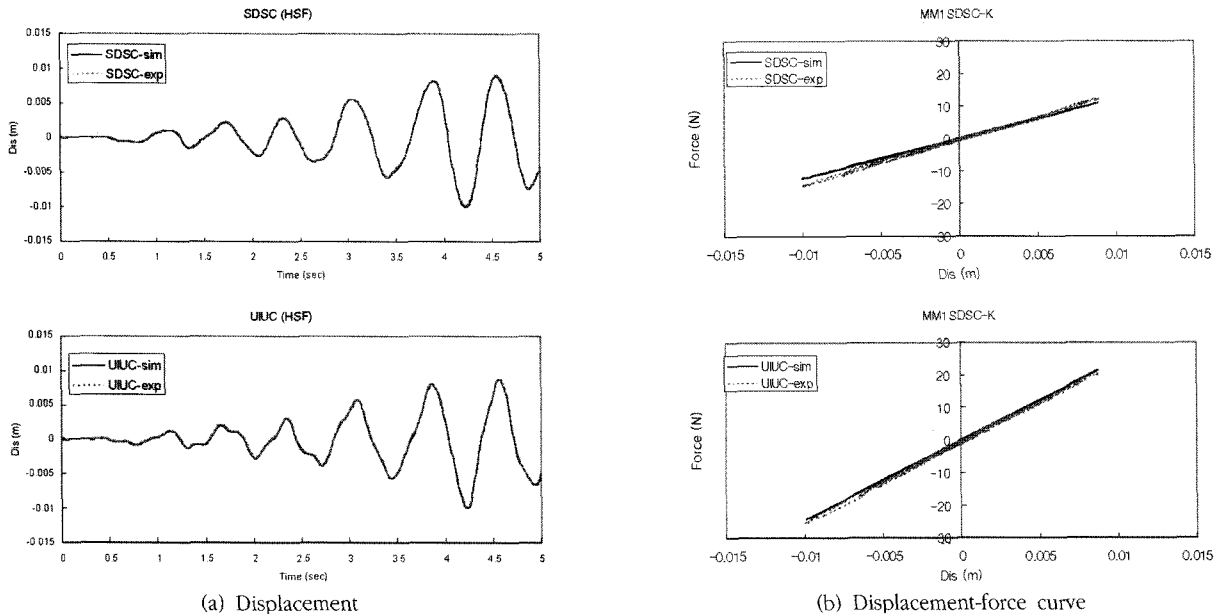 SDSC (HSF)
0.015
0.01
0.005
0
-0.005
-0.01
-0.015
Dis (m)
SDSC-sim
SDSC-exp
0 0.5 1 1.5 2 2.5 3 3.5 4 4.5 5
Time (sec)
MM1SDSC-K
30
20
10
0
-10
-20
30
Force (N)
SDSC-sim
SDSC-exp
-0.015 -0.01 -0.005 0 0.005 0.01 0.015
Dis (m)
UIUC (HSF)
0.015
0.01
0.005
0
-0.005
-0.01
-0.015
Dis (m)
UIUC-sim
UIUC-exp
0 0.5 1 1.5 2 2.5 3 3.5 4 4.5 5
Time (sec)
MM1SDSC-K
30
20
10
0
-10
-20
30
Force (N)
UIUC-sim
UIUC-exp
-0.015 -0.01 -0.005 0 0.005 0.01 0.015
Dis (m)
(a) Displacement
(b) Displacement-force curve